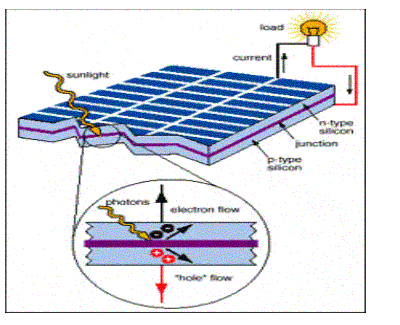 load
current
sunlight
n-type
silicon
junction
p-type
silicon
photons
electron flow
"hole" flow